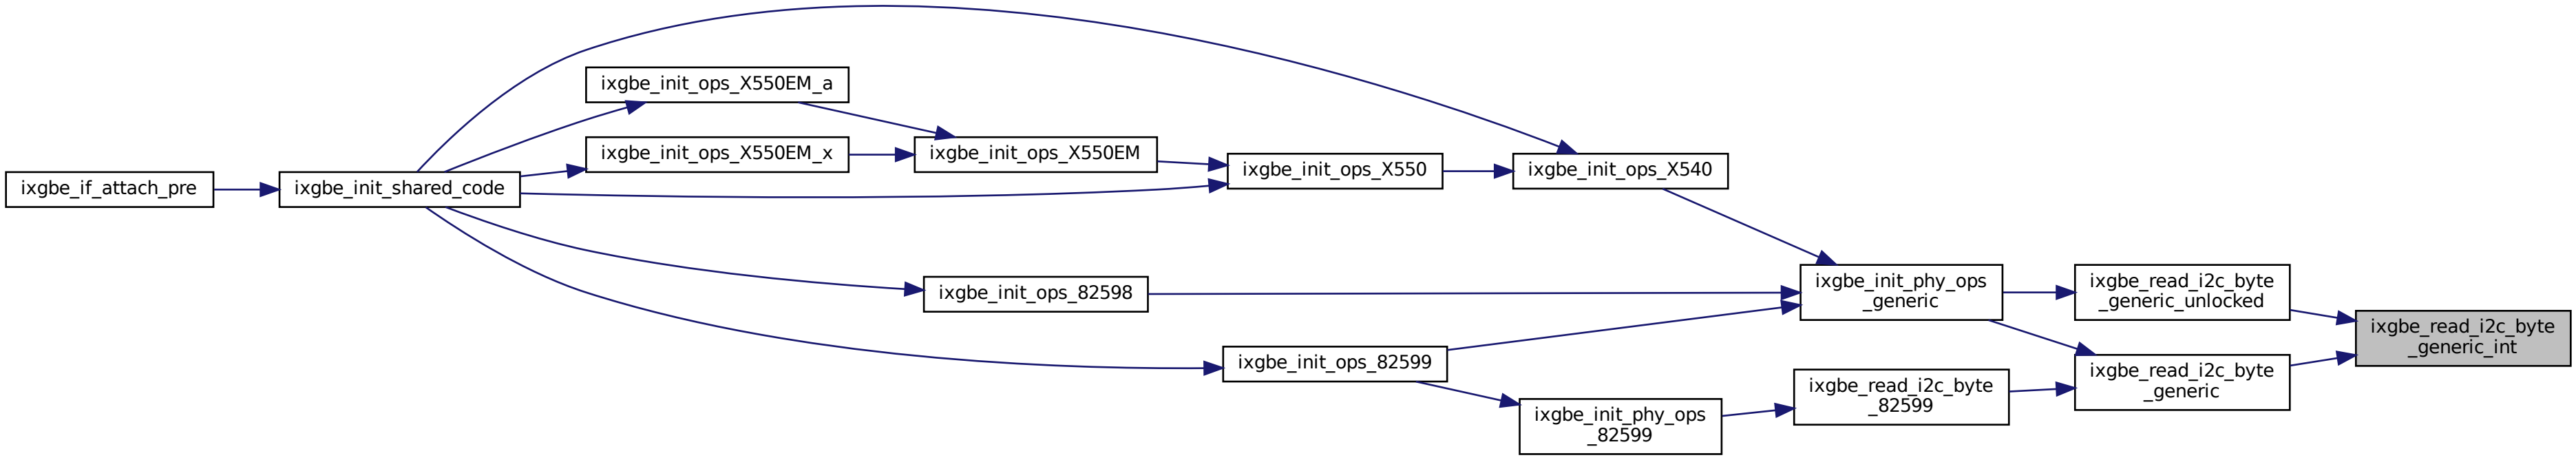 ixgbe_if_attach_pre
ixgbe_init_shared_code
ixgbe_init_ops_X550EM_a
ixgbe_init_ops_X550EM_x
ixgbe_init_ops_X550EM
ixgbe_init_ops_X550
ixgbe_init_ops_X540
ixgbe_init_ops_82598
ixgbe_init_ops_82599
ixgbe_init_phy_ops
_82599
ixgbe_init_phy_ops
_generic
ixgbe_read_i2c_byte
_82599
ixgbe_read_i2c_byte
_generic_unlocked
ixgbe_read_i2c_byte
_generic
ixgbe_read_i2c_byte
_generic_int